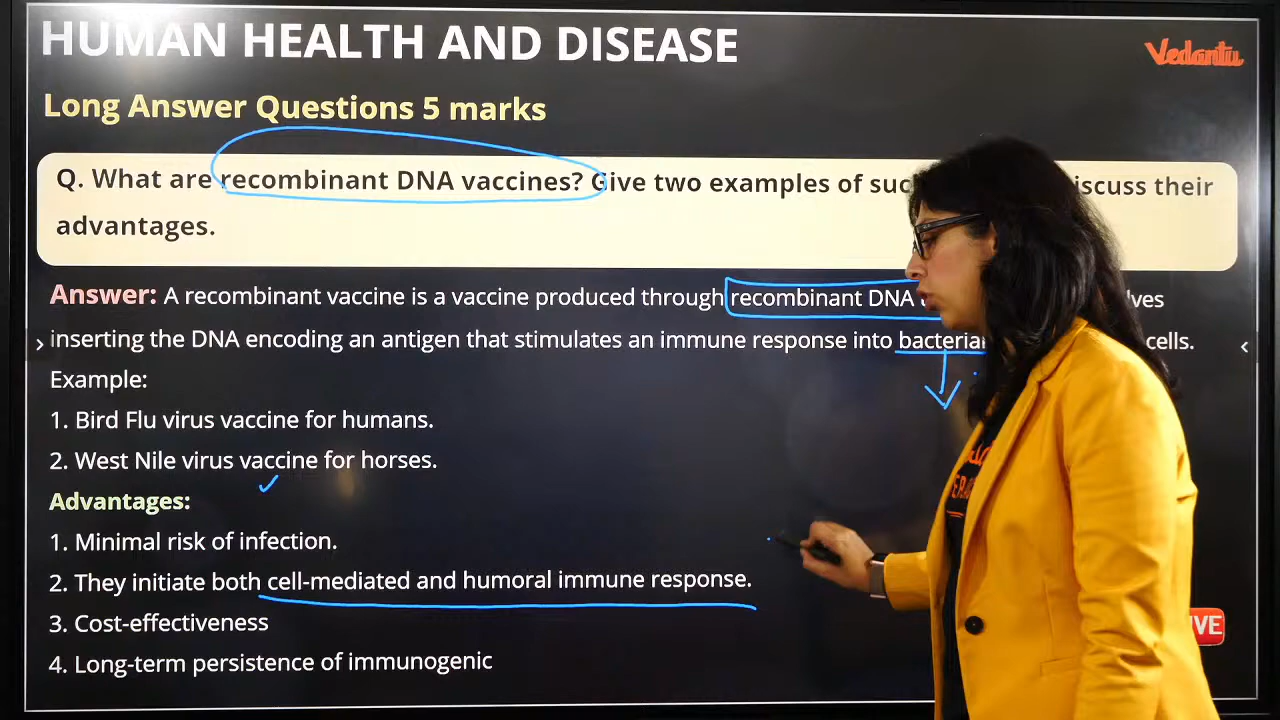 HUMAN HEALTH AND DISEASE
Vedantu
Long Answer Questions 5 marks
Q. What are recombinant DNA vaccines? Give two examples of iscuss their
advantages.
Answer: A recombinant vaccine is a vaccine produced through recombinant DNA
inserting the DNA encoding an antigen that stimulates an immune response into bacterial cells.
Example:
1. Bird Flu virus vaccine for humans.
2. West Nile virus vaccine for horses.
Advantages:
1. Minimal risk of infection.
2. They initiate both cell-mediated and humoral immune response.
3. Cost-effectiveness
4. Long-term persistence of immunogenic